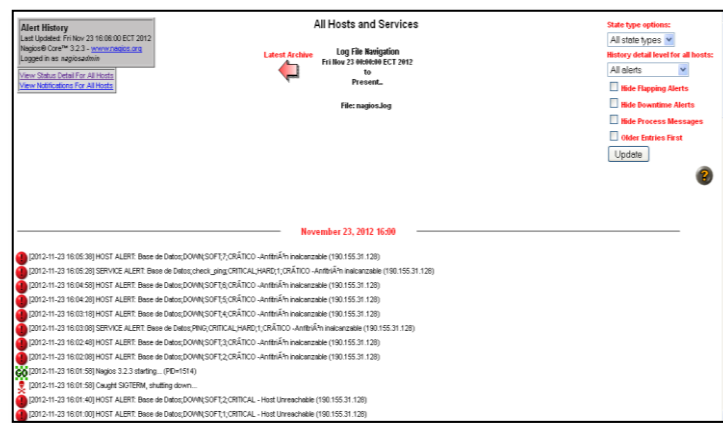 Alert History
Last Updated: Fri Nov 23 16:06:00 ECT 2012
Nagios® Core™ 3.2.3 - www.nagios.org
Logged in as nagiosadmin
View Status Detail For All Hosts
View Notifications For All Hosts
All Hosts and Services
Latest Archive
Log File Navigation
Fri Nov 23 00:00:00 ECT 2012
to
Present..
File: nagios.log
State type options:
All state types
History detail level for all hosts:
All alerts
Hide Flapping Alerts
Hide Downtime Alerts
Hide Process Messages
Older Entries First
Update
November 23, 2012 16:00
[2012-11-23 16:05:38] HOST ALERT: Base de Datos;DOWN;SOFT;7;CRÃTICO -AnfitriÃ³n inalcanzable (190.155.31.128)
[2012-11-23 16:05:28] SERVICE ALERT: Base de Datos;check_ping;CRITICAL;HARD;1;CRÃTICO -AnfitriÃ³n inalcanzable (190.155.31.128)
[2012-11-23 16:04:58] HOST ALERT: Base de Datos;DOWN;SOFT;6;CRÃTICO -AnfitriÃ³n inalcanzable (190.155.31.128)
[2012-11-23 16:04:28] HOST ALERT: Base de Datos;DOWN;SOFT;5;CRÃTICO -AnfitriÃ³n inalcanzable (190.155.31.128)
[2012-11-23 16:03:18] HOST ALERT: Base de Datos;DOWN;SOFT;4;CRÃTICO -AnfitriÃ³n inalcanzable (190.155.31.128)
[2012-11-23 16:03:08] SERVICE ALERT: Base de Datos;PING;CRITICAL;HARD;1;CRÃTICO -AnfitriÃ³n inalcanzable (190.155.31.128)
[2012-11-23 16:02:48] HOST ALERT: Base de Datos;DOWN;SOFT;3;CRÃTICO -AnfitriÃ³n inalcanzable (190.155.31.128)
[2012-11-23 16:02:08] HOST ALERT: Base de Datos;DOWN;SOFT;2;CRÃTICO -AnfitriÃ³n inalcanzable (190.155.31.128)
GO [2012-11-23 16:01:58] Nagios 3.2.3 starting... (PID=1514)
[2012-11-23 16:01:58] Caught SIGTERM, shutting down...
[2012-11-23 16:01:40] HOST ALERT: Base de Datos;DOWN;SOFT;2;CRITICAL - Host Unreachable (190.155.31.128)
[2012-11-23 16:01:00] HOST ALERT: Base de Datos;DOWN;SOFT;1;CRITICAL - Host Unreachable (190.155.31.128)